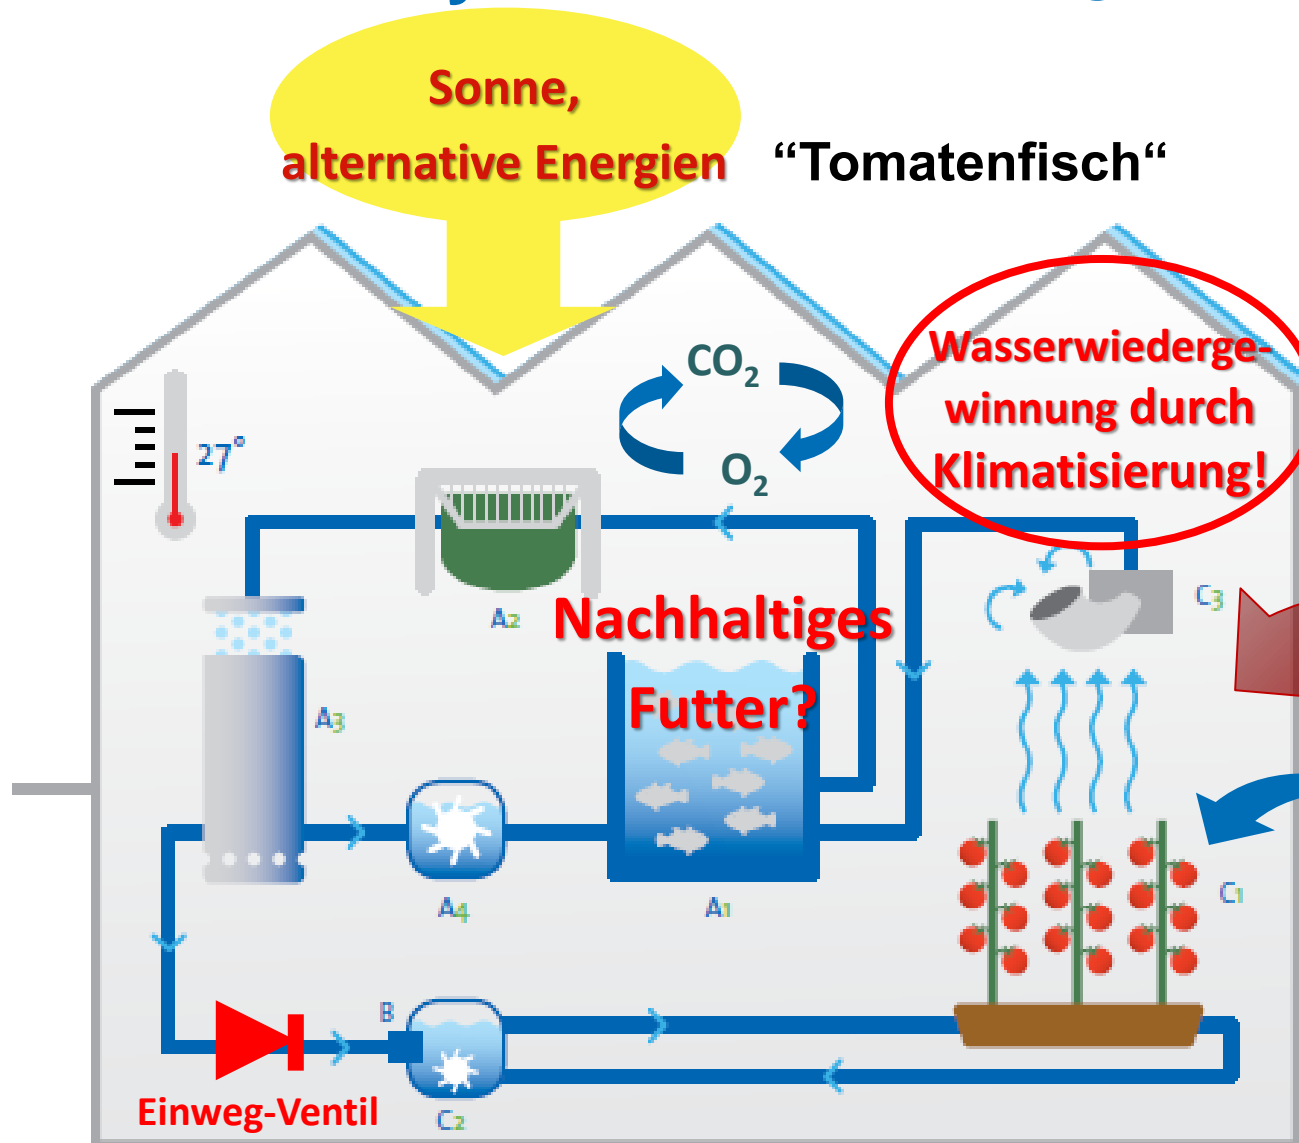 Sonne,
alternative Energien
“Tomatenfisch“
CO₂
O₂
Wasserwiederge-
winnung durch
Klimatisierung!
27°
A2
C3
Nachhaltiges
Futter?
A3
A4
A1
C1
B
C2
Einweg-Ventil